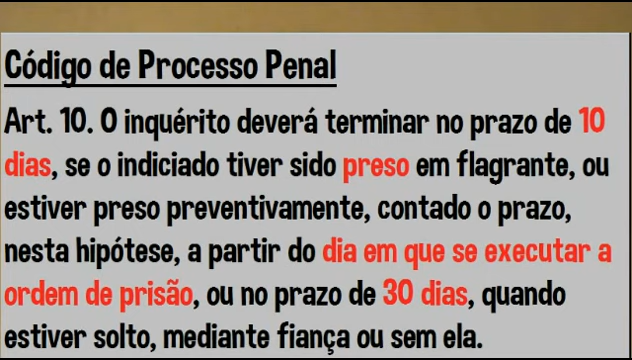 Código de Processo Penal
Art. 10. O inquérito deverá terminar no prazo de 10
dias, se o indiciado tiver sido preso em flagrante, ou
estiver preso preventivamente, contado o prazo,
nesta hipótese, a partir do dia em que se executar a
ordem de prisão, ou no prazo de 30 dias, quando
estiver solto, mediante fiança ou sem ela.